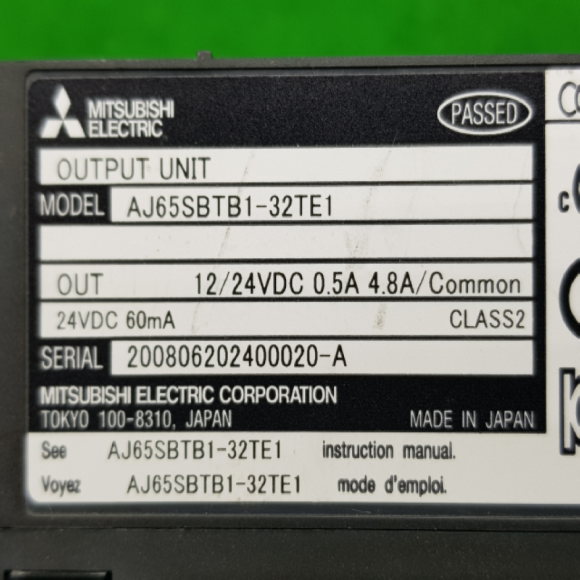 MITSUBISHI
ELECTRIC
PASSED
OUTPUT UNIT
MODEL AJ65SBTB1-32TE1
OUT 12/24VDC 0.5A 4.8A/Common
24VDC 60mA CLASS2
SERIAL 200806202400020-A
MITSUBISHI ELECTRIC CORPORATION
TOKYO 100-8310, JAPAN MADE IN JAPAN
See AJ65SBTB1-32TE1 instruction manual.
Voyez AJ65SBTB1-32TE1 mode d'emploi.